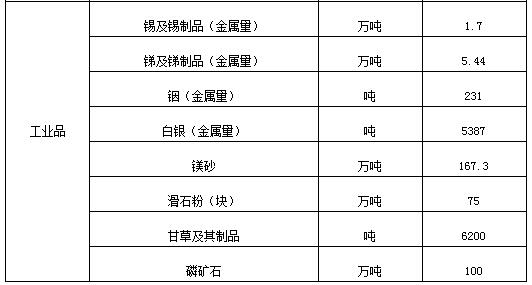 锡及锡制品（金属量） 万吨 1.7
锑及锑制品（金属量） 万吨 5.44
铟（金属量） 吨 231
工业品 白银（金属量） 吨 5387
镁砂 万吨 167.3
滑石粉（块） 万吨 75
甘草及其制品 吨 6200
磷矿石 万吨 100